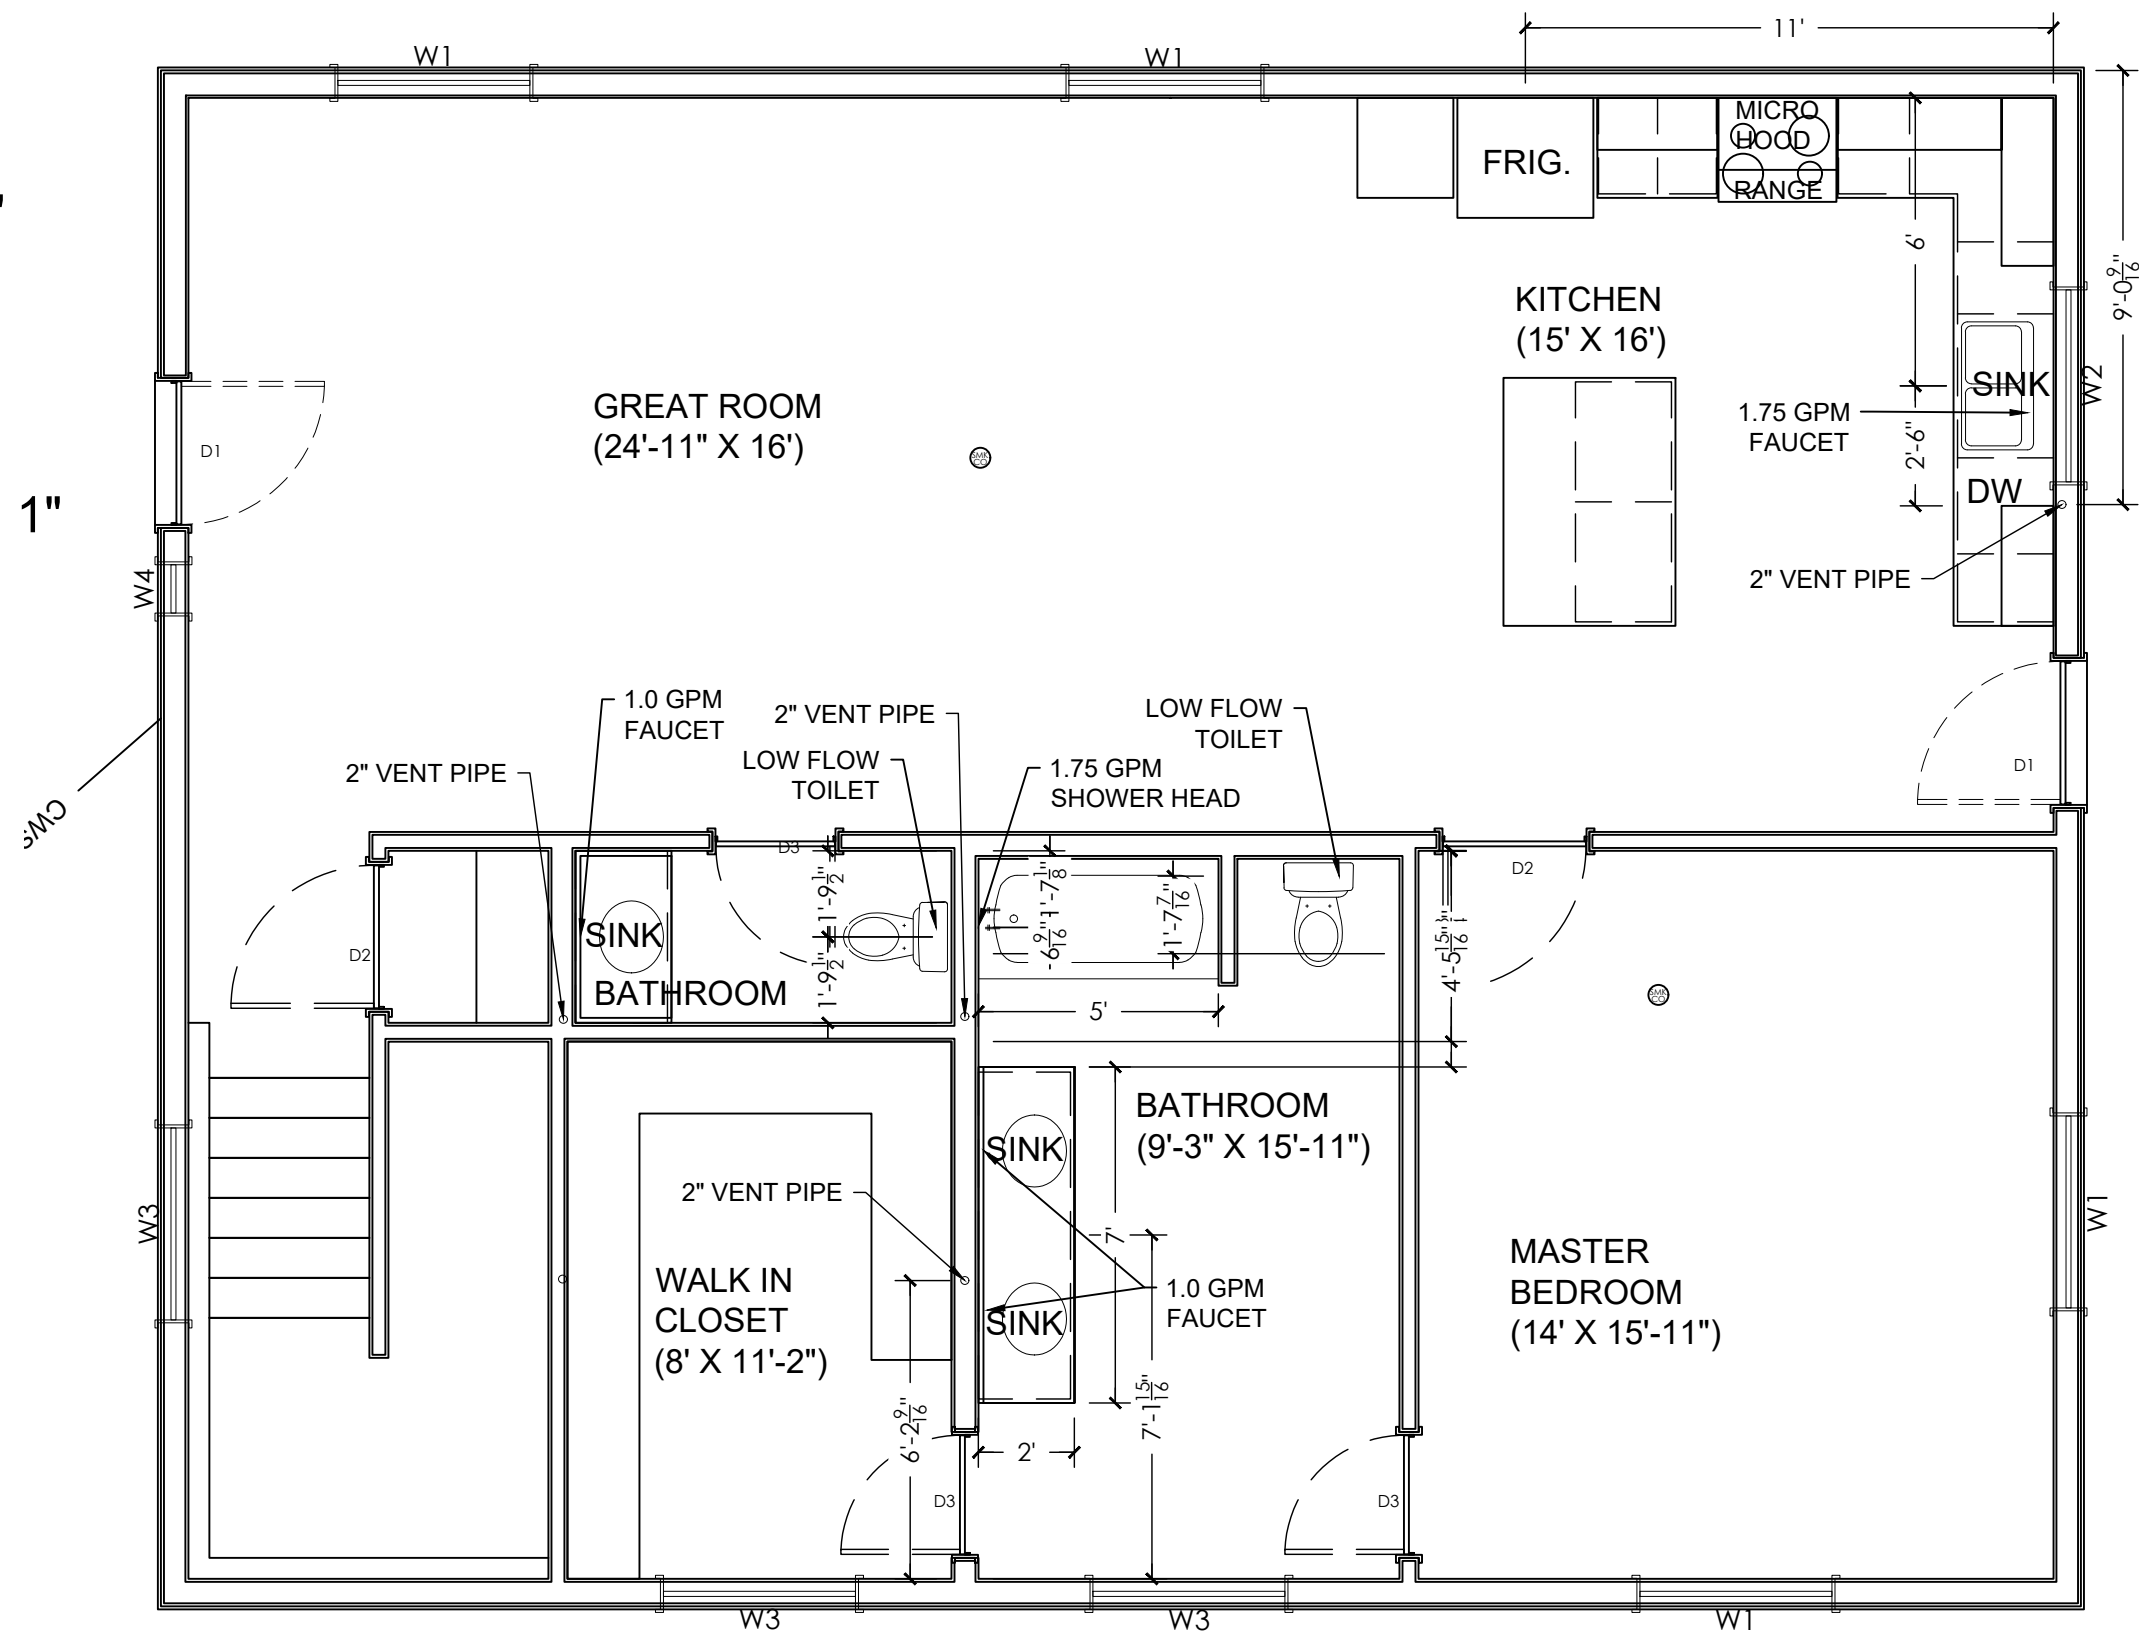 11'
W1
W1
MICRO
HOOD
RANGE
FRIG.
6'
9'-0 9/16"
KITCHEN
(15' X 16')
GREAT ROOM
(24'-11" X 16')
SINK
W2
1.75 GPM
FAUCET
2'-6"
D1
SMK
CO
1"
DW
2" VENT PIPE
W4
1.0 GPM
FAUCET
2" VENT PIPE
LOW FLOW
TOILET
LOW FLOW
TOILET
1.75 GPM
SHOWER HEAD
2" VENT PIPE
D1
CWS
D3
D2
1'-9 1/2"
1'-7 1/8"
1'-7 7/16"
SINK
D2
6 9/16"
4'-5 15/16"
1'-9 1/2"
BATHROOM
SMK
CO
5'
BATHROOM
(9'-3" X 15'-11")
SINK
2" VENT PIPE
W3
W1
7'
MASTER
BEDROOM
(14' X 15'-11")
WALK IN
CLOSET
(8' X 11'-2")
1.0 GPM
FAUCET
SINK
7'-1 15/16"
6'-2 9/16"
2'
D3
D3
W3
W3
W1